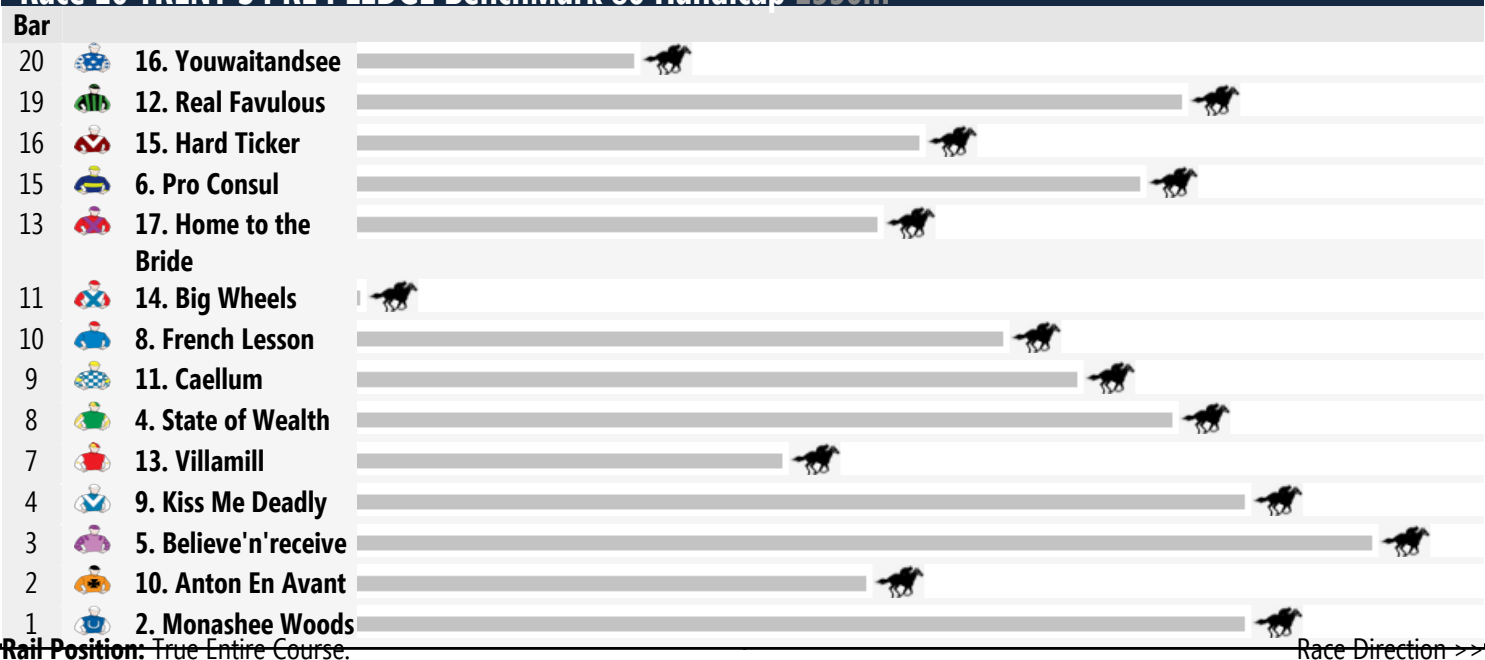 Race Benchmark Handicap
Bar
20 16. Youwaitandsee
19 12. Real Favulous
16 15. Hard Ticker
15 6. Pro Consul
13 17. Home to the
Bride
11 14. Big Wheels
10 8. French Lesson
9 11. Caellum
8 4. State of Wealth
7 13. Villamill
4 9. Kiss Me Deadly
3 5. Believe'n'receive
2 10. Anton En Avant
1 2. Monashee Woods
Rail Position: True Entire Course. Race Direction >>